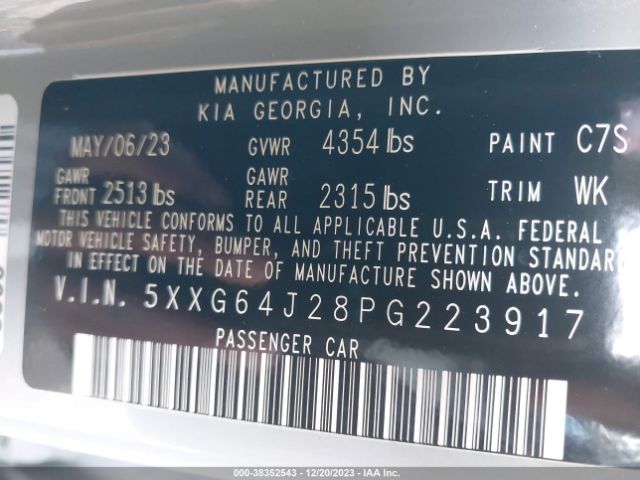 MANUFACTURED BY
KIA GEORGIA, INC.
MAY/06/23 GVWR 4354 lbs PAINT C7S
GAWR FRONT 2513 lbs GAWR REAR 2315 lbs TRIM WK
THIS VEHICLE CONFORMS TO ALL APPLICABLE U.S.A. FEDERAL
MOTOR VEHICLE SAFETY, BUMPER, AND THEFT PREVENTION STANDAR
IN EFFECT ON THE DATE OF MANUFACTURE SHOWN ABOVE.
V.I.N. 5XXG64J28PG223917
PASSENGER CAR
000-38352543 - 12/20/2023 - IAA Inc.